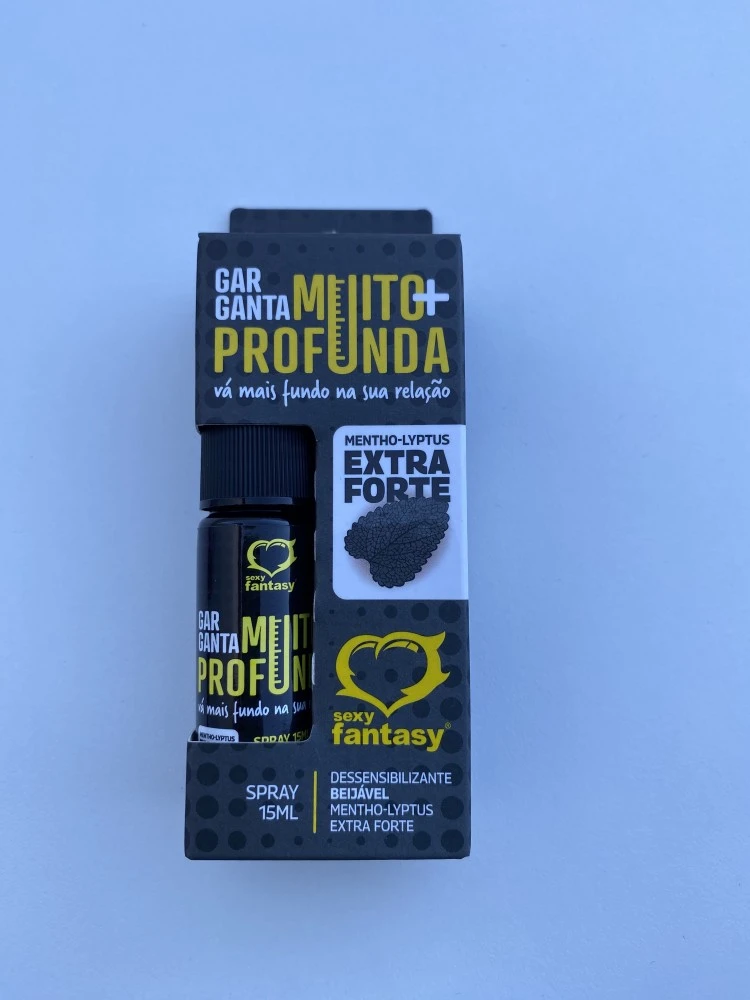 GAR
GANTA MUITO+
PROFUNDA
vá mais fundo na sua relação
MENTHO-LYPTUS
EXTRA
FORTE
sexy
fantasy
GAR
GANTA MUIT
PROFUN
vá mais fundo na sua
MENTHO-LYPTUS
SPRAY 15M
sexy
fantasy®
SPRAY
15ML
DESSENSIBILIZANTE
BEIJÁVEL
MENTHO-LYPTUS
EXTRA FORTE